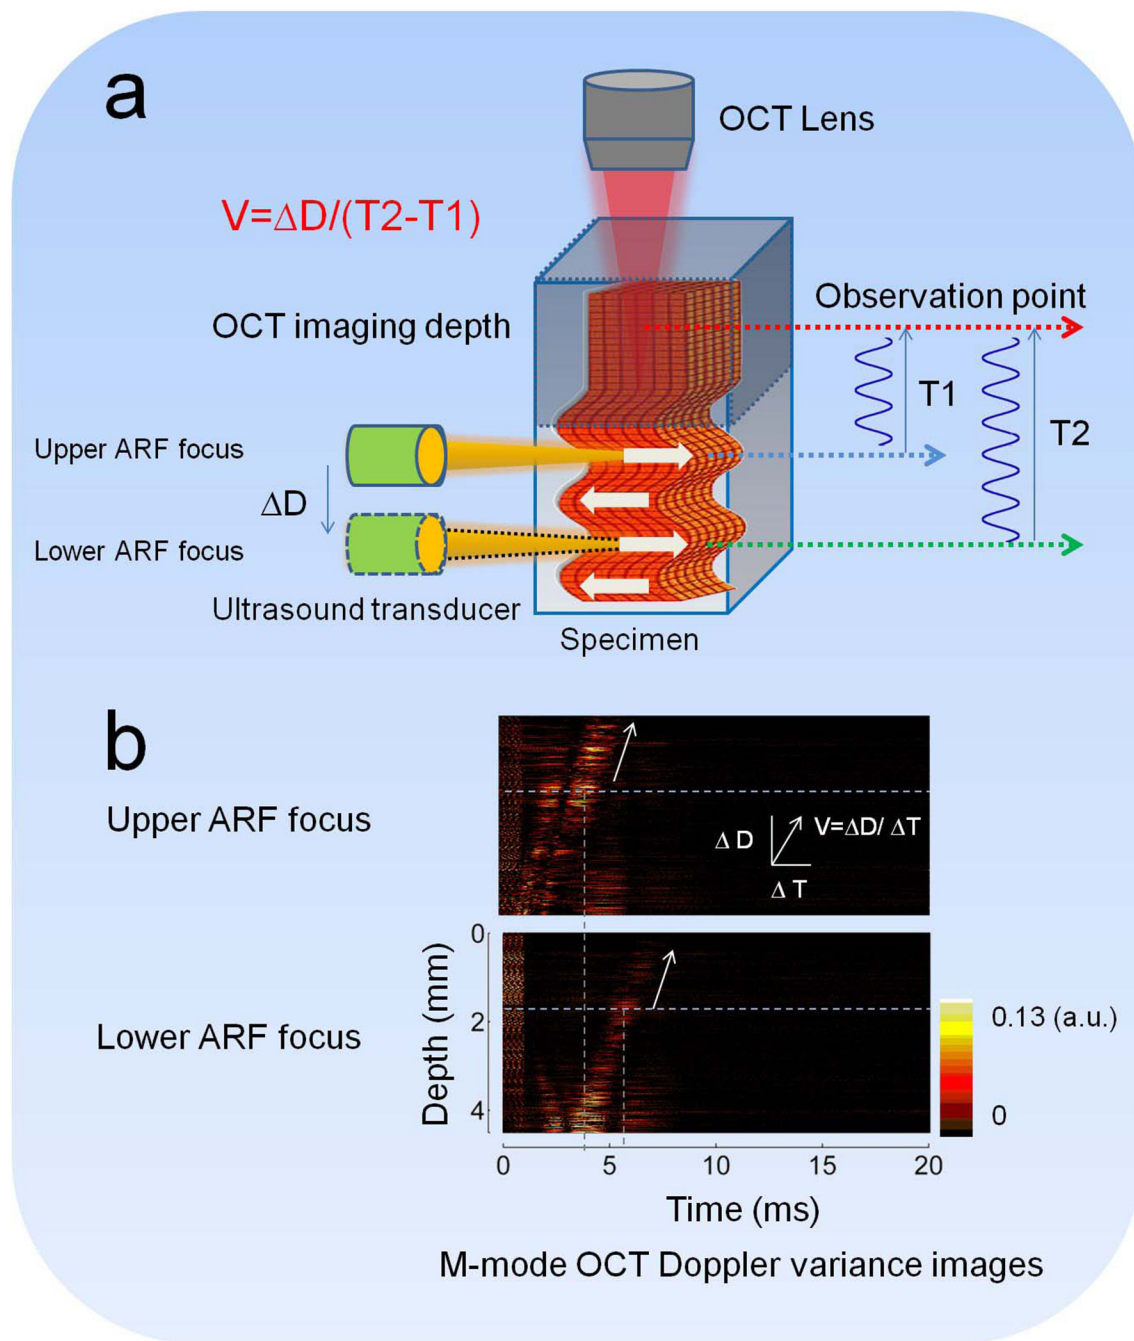 a
OCT Lens
V=ΔD/(T2-T1)
OCT imaging depth
Observation point
T1
T2
Upper ARF focus
ΔD
Lower ARF focus
Ultrasound transducer
Specimen
b
Upper ARF focus
Δ D
V=ΔD/ ΔT
Δ T
Lower ARF focus
Depth (mm)
0
2
4
0.13 (a.u.)
0
0 5 10 15 20
Time (ms)
M-mode OCT Doppler variance images